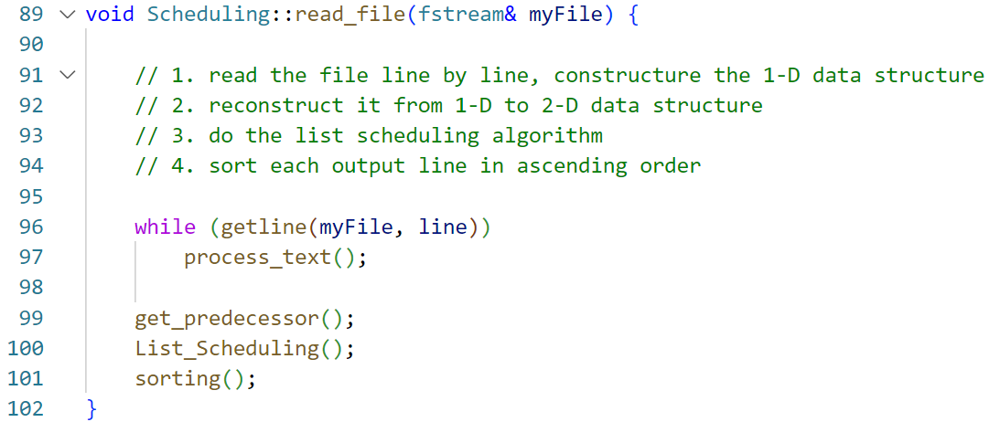 89 void Scheduling::read_file(fstream& myFile) {
90
91 // 1. read the file line by line, constructure the 1-D data structure
92 // 2. reconstruct it from 1-D to 2-D data structure
93 // 3. do the list scheduling algorithm
94 // 4. sort each output line in ascending order
95
96 while (getline(myFile, line))
97 process_text();
98
99 get_predecessor();
100 List_Scheduling();
101 sorting();
102 }